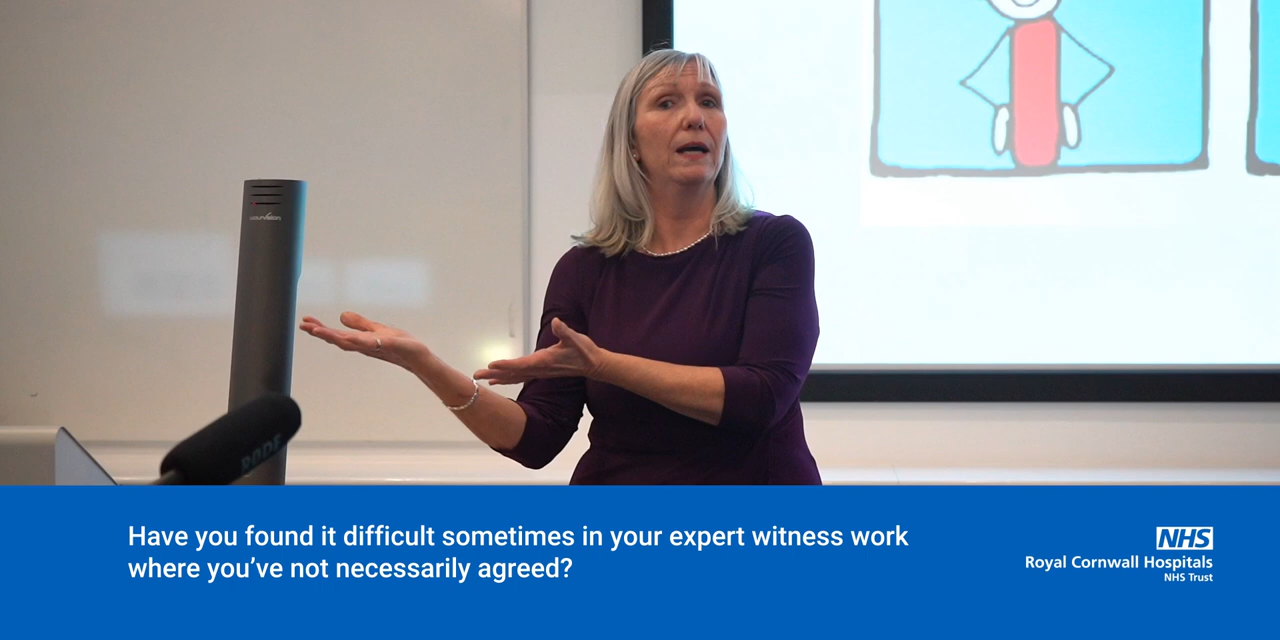 RØDE
Have you found it difficult sometimes in your expert witness work
where you’ve not necessarily agreed?
NHS
Royal Cornwall Hospitals
NHS Trust